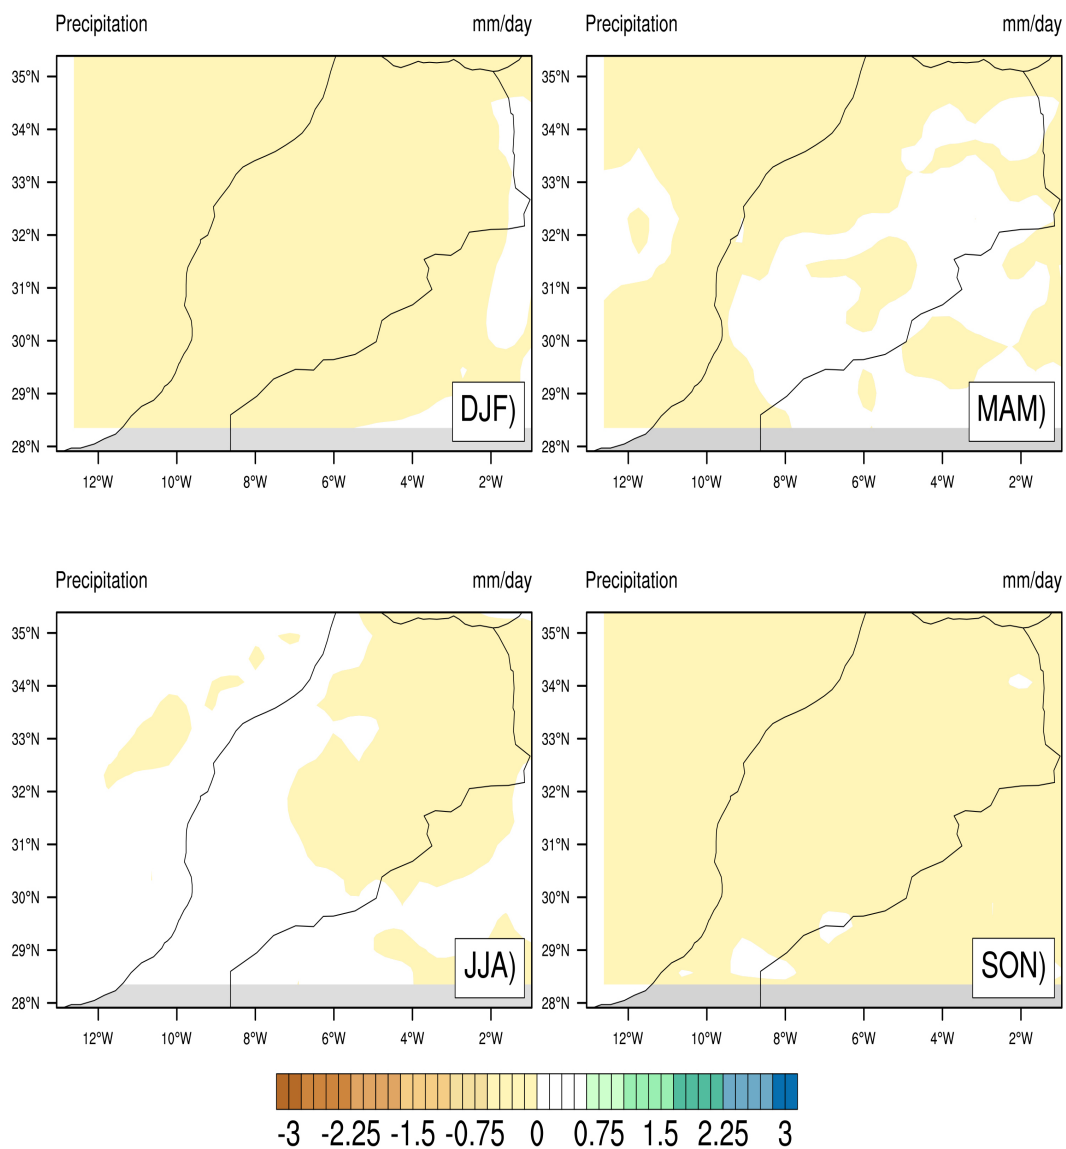 Precipitation mm/day Precipitation mm/day
35°N 35°N
34°N 34°N
33°N 33°N
32°N 32°N
31°N 31°N
30°N 30°N
29°N 29°N
DJF) MAM)
28°N 28°N
12°W 10°W 8°W 6°W 4°W 2°W 12°W 10°W 8°W 6°W 4°W 2°W
Precipitation mm/day Precipitation mm/day
35°N 35°N
34°N 34°N
33°N 33°N
32°N 32°N
31°N 31°N
30°N 30°N
29°N 29°N
JJA) SON)
28°N 28°N
12°W 10°W 8°W 6°W 4°W 2°W 12°W 10°W 8°W 6°W 4°W 2°W
-3 -2.25 -1.5 -0.75 0 0.75 1.5 2.25 3